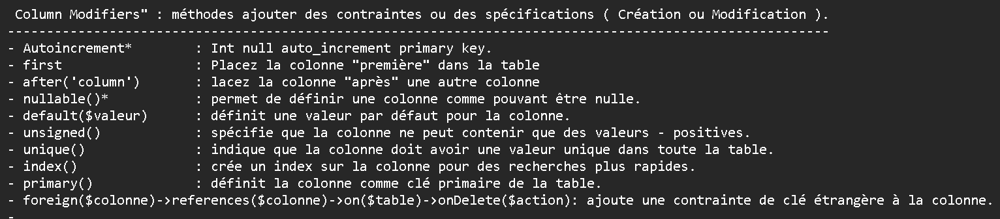 Column Modifiers" : méthodes ajouter des contraintes ou des spécifications ( Création ou Modification ).
---------------------------------------------------------------------------------------------------------
- Autoincrement*        : Int null auto_increment primary key.
- first                 : Placez la colonne "première" dans la table
- after('column')       : lacez la colonne "après" une autre colonne
- nullable()*           : permet de définir une colonne comme pouvant être nulle.
- default($valeur)      : définit une valeur par défaut pour la colonne.
- unsigned()            : spécifie que la colonne ne peut contenir que des valeurs - positives.
- unique()              : indique que la colonne doit avoir une valeur unique dans toute la table.
- index()               : crée un index sur la colonne pour des recherches plus rapides.
- primary()             : définit la colonne comme clé primaire de la table.
- foreign($colonne)->references($colonne)->on($table)->onDelete($action): ajoute une contrainte de clé étrangère à la colonne.
-